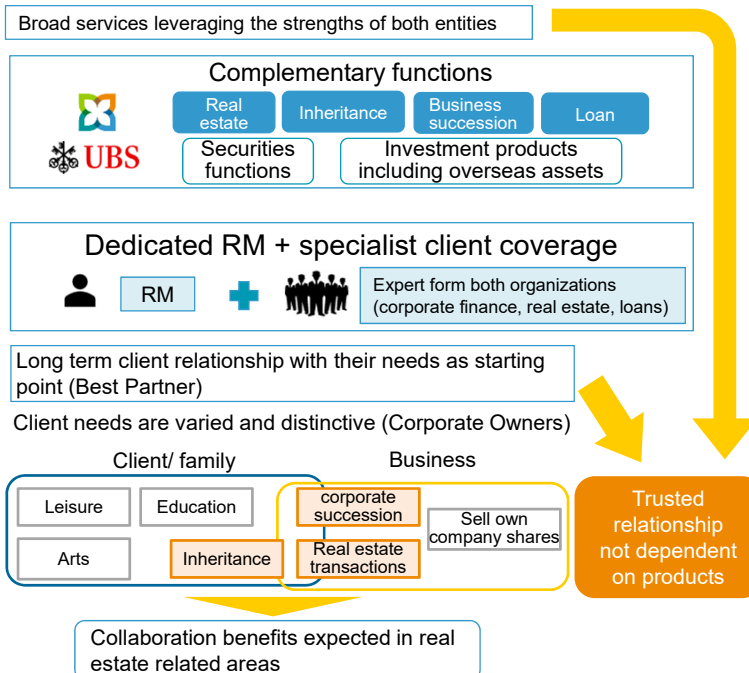 Broad services leveraging the strengths of both entities
Complementary functions
Real
estate
Inheritance
Business
succession
Loan
UBS
Securities
functions
Investment products
including overseas assets
Dedicated RM + specialist client coverage
RM
Expert form both organizations
(corporate finance, real estate, loans)
Long term client relationship with their needs as starting
point (Best Partner)
Client needs are varied and distinctive (Corporate Owners)
Client/ family
Business
Leisure
Education
corporate
succession
Sell own
company shares
Arts
Inheritance
Real estate
transactions
Trusted
relationship
not dependent
on products
Collaboration benefits expected in real
estate related areas